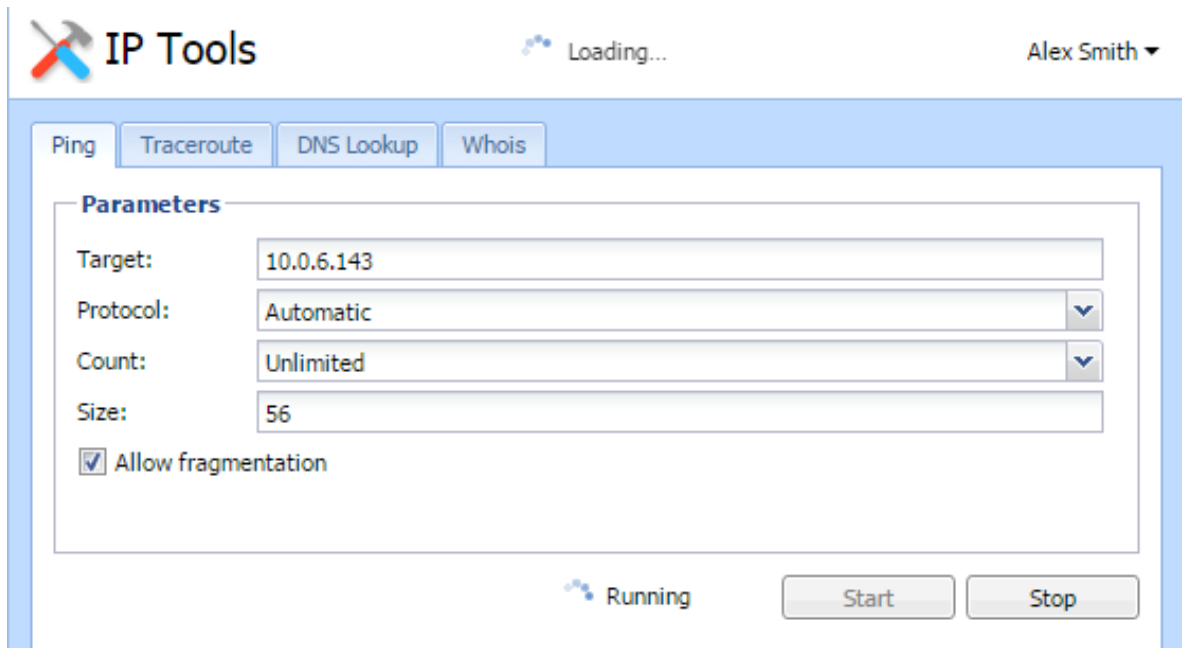 IP Tools
Loading...
Alex Smith
Ping Traceroute DNS Lookup Whois
Parameters
Target: 10.0.6.143
Protocol: Automatic
Count: Unlimited
Size: 56
Allow fragmentation
Running Start Stop